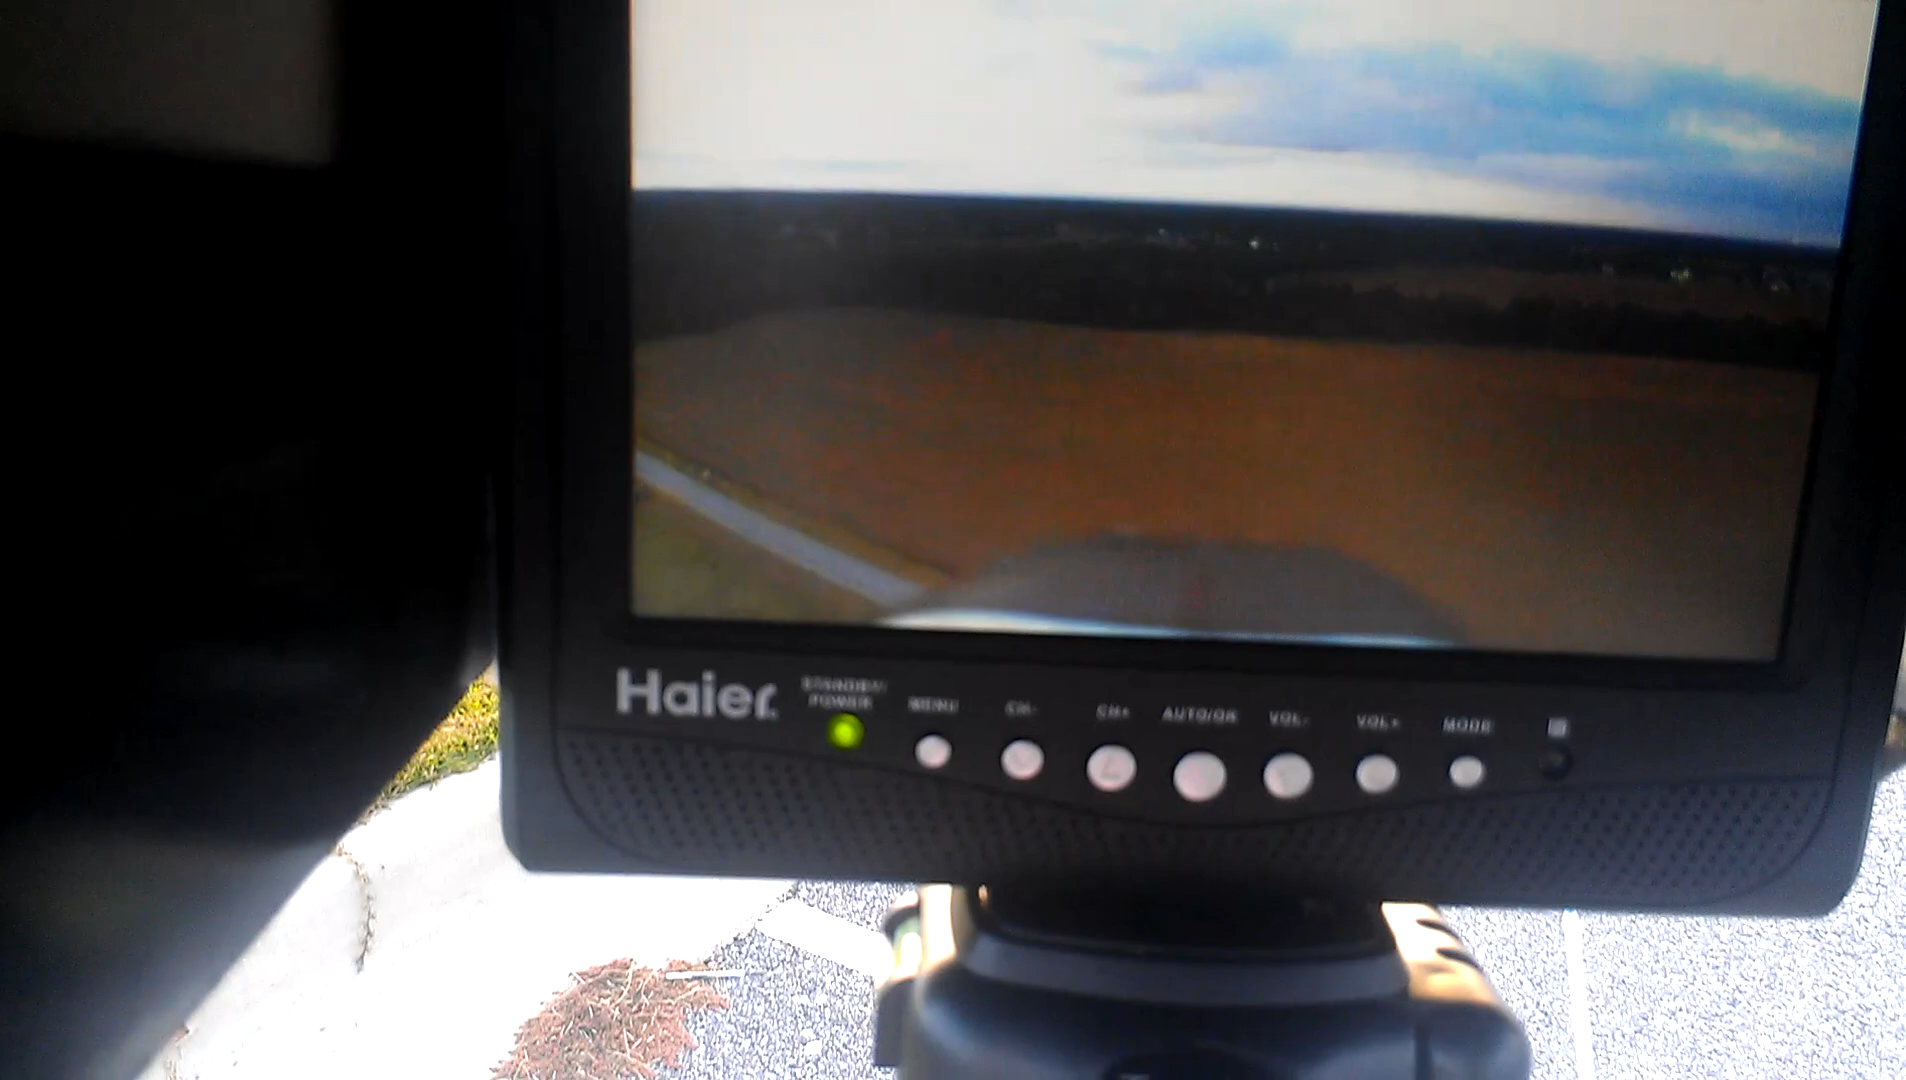 Haier
STANDBY/
POWER
MENU
CH-
CH+
AUTO/OK
VOL-
VOL+
MODE